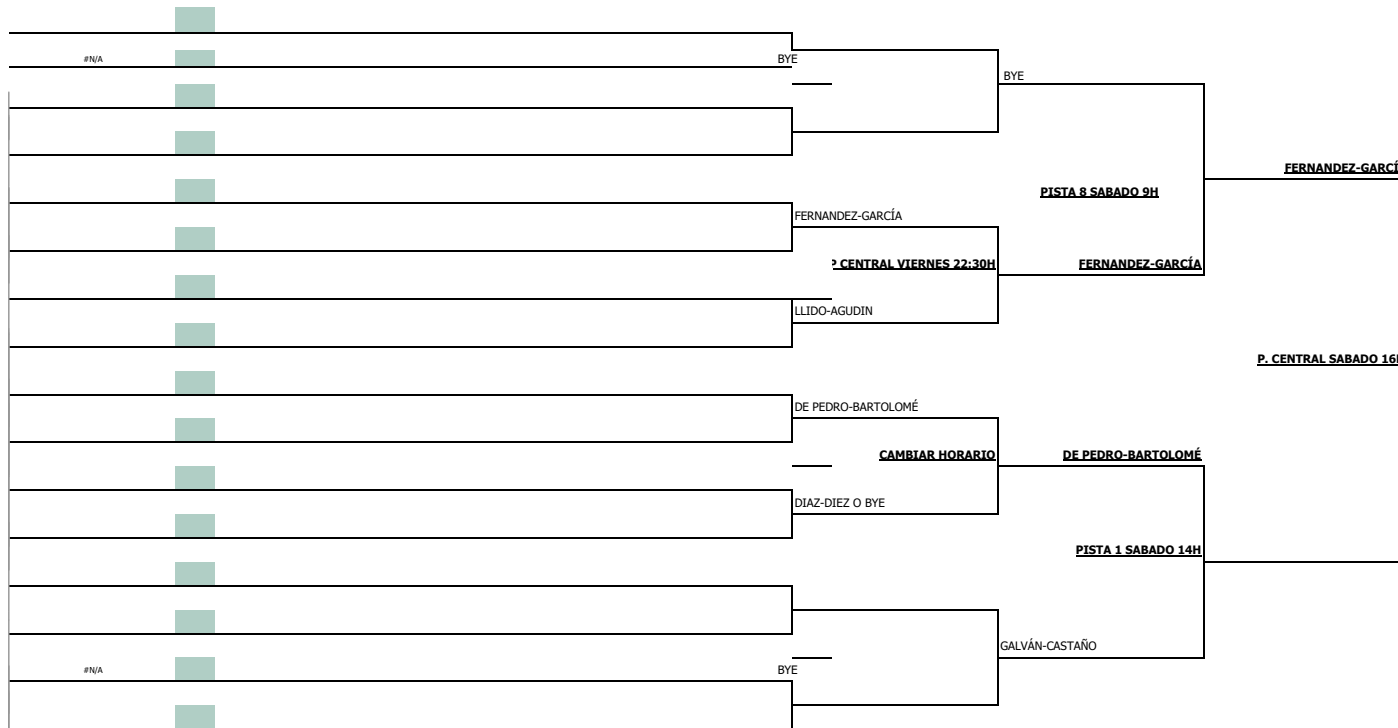 #N/A
BYE
BYE
FERNANDEZ-GARCÍ
PISTA 8 SABADO 9H
FERNANDEZ-GARCÍA
P CENTRAL VIERNES 22:30H
FERNANDEZ-GARCÍA
LLIDO-AGUDIN
P. CENTRAL SABADO 16
DE PEDRO-BARTOLOMÉ
CAMBIAR HORARIO
DE PEDRO-BARTOLOMÉ
DIAZ-DIEZ O BYE
PISTA 1 SABADO 14H
GALVÁN-CASTAÑO
#N/A
BYE